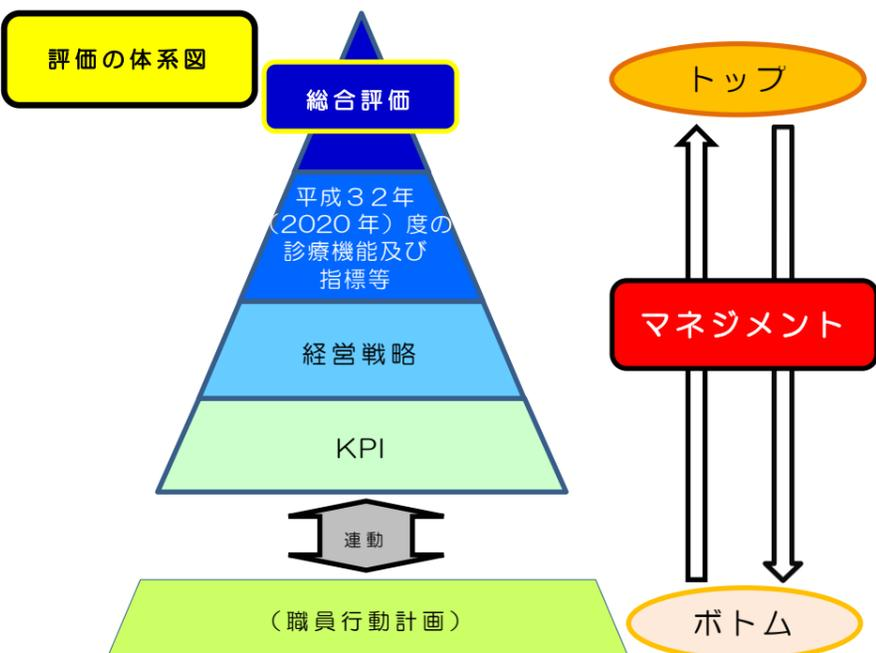 評価の体系図
総合評価
平成３２年
（2020 年）度の
診療機能及び
指標等
経営戦略
KPI
連動
（職員行動計画）
トップ
マネジメント
ボトム